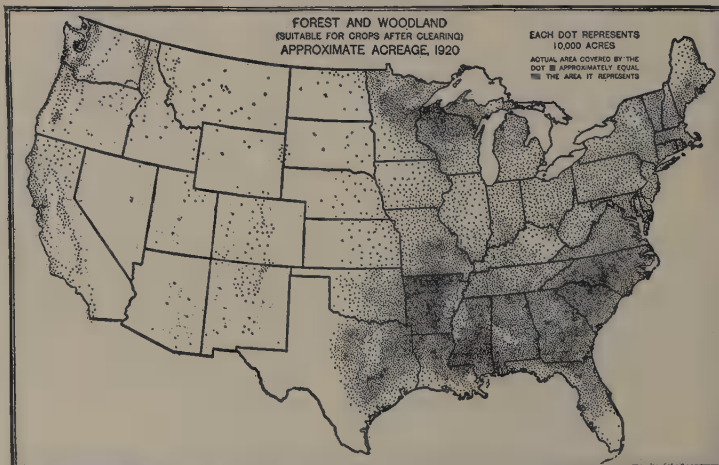 FOREST AND WOODLAND
(SUITABLE FOR CROPS AFTER CLEARING)
APPROXIMATE ACREAGE, 1920
EACH DOT REPRESENTS
10,000 ACRES
ACTUAL AREA COVERED BY THE
DOT IS APPROXIMATELY EQUAL
THE AREA IT REPRESENTS